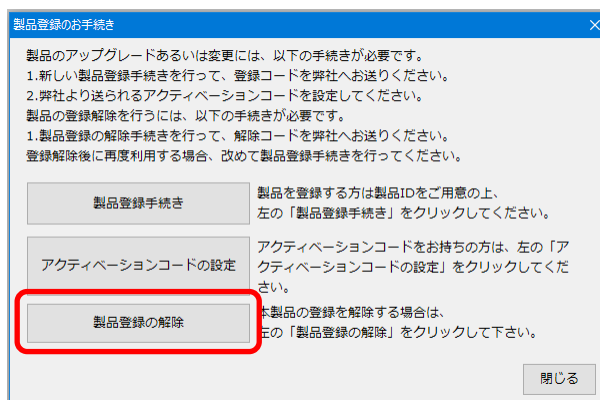 製品登録のお手続き
製品のアップグレードあるいは変更には、以下の手続きが必要です。
1.新しい製品登録手続きを行って、登録コードを弊社へお送りください。
2.弊社より送られるアクティベーションコードを設定してください。
製品の登録解除を行うには、以下の手続きが必要です。
1.製品登録の解除手続きを行って、解除コードを弊社へお送りください。
登録解除後に再度利用する場合、改めて製品登録手続きを行ってください。
製品登録手続き
製品を登録する方は製品IDをご用意の上、
左の「製品登録手続き」をクリックしてください。
アクティベーションコードの設定
アクティベーションコードをお持ちの方は、左の「ア
クティベーションコードの設定」をクリックしてくだ
さい。
製品登録の解除
本製品の登録を解除する場合は、
左の「製品登録の解除」をクリックして下さい。
閉じる